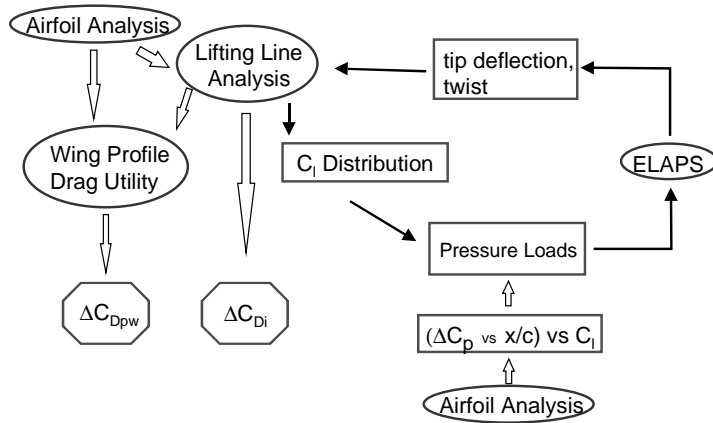 Airfoil Analysis
Lifting Line
Analysis
tip deflection,
twist
Wing Profile
Drag Utility
Cl Distribution
ELAPS
Pressure Loads
ΔCDpw
ΔCDi
(ΔCp vs x/c) vs Cl
Airfoil Analysis